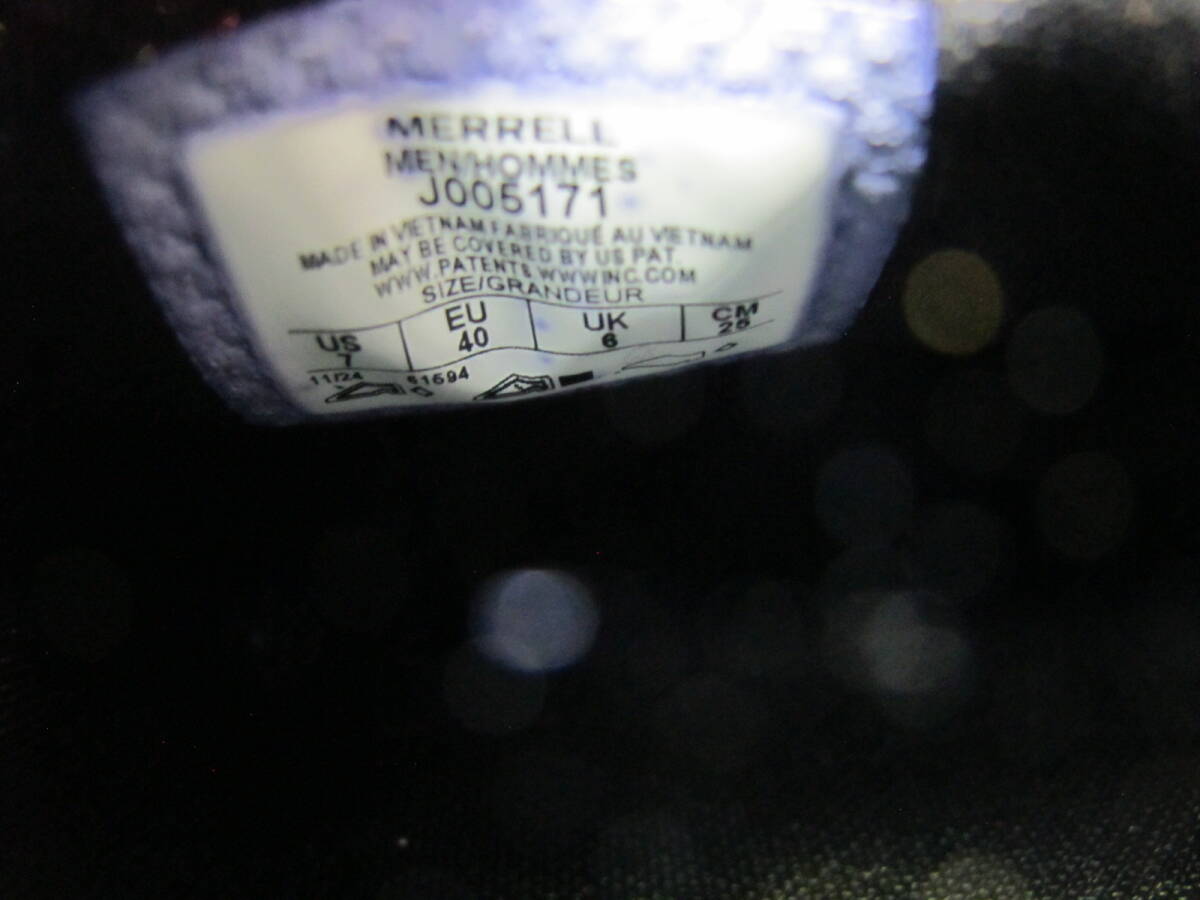 MERRELL
MEN/HOMMES
J005171
MADE IN VIETNAM FABRIQUÉ AU VIETNAM
MAY BE COVERED BY US PAT.
WWW.PATENTS.WWWINC.COM
SIZE/GRANDEUR
US EU UK CM
7 40 6 25
11/24 61594